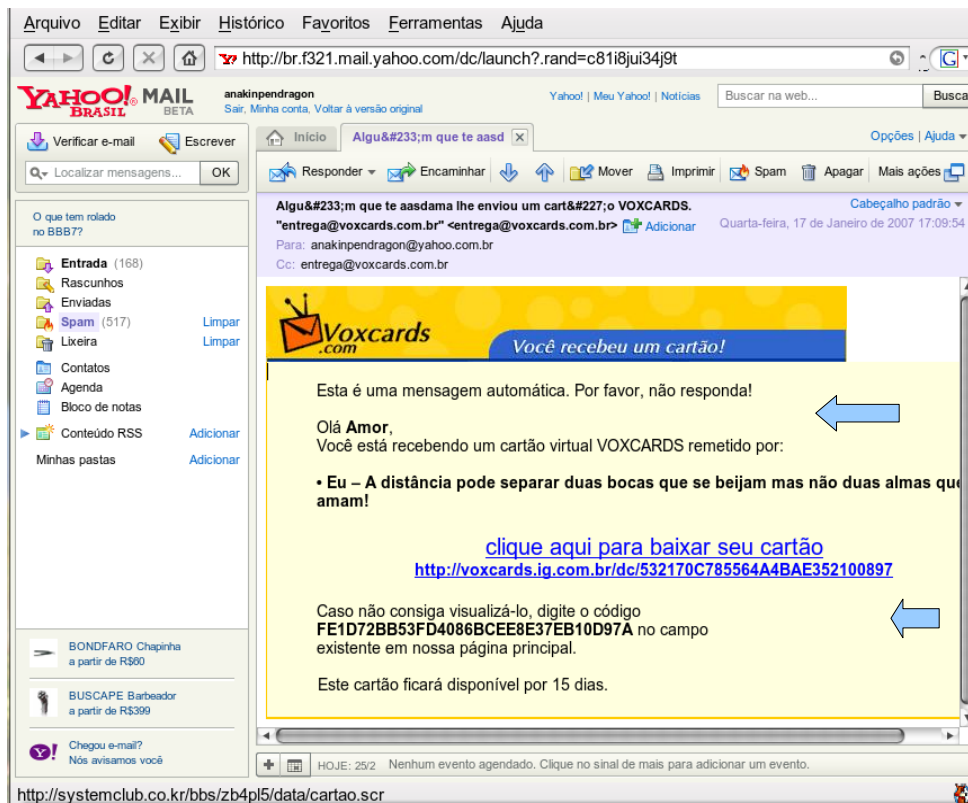 Arquivo Editar Exibir Histórico Favoritos Ferramentas Ajuda
http://br.f321.mail.yahoo.com/dc/launch?.rand=c81i8jui34j9t
G
YAHOO! MAIL
BRASIL BETA
anakinpendragon
Sair, Minha conta, Voltar à versão original
Yahoo! | Meu Yahoo! | Notícias
Buscar na web...
Busca
Verificar e-mail Escrever
Início
Algu&#233;m que te aasd
Opções | Ajuda
Localizar mensagens... OK
Responder Encaminhar Mover Imprimir Spam Apagar Mais ações
O que tem rolado
no BBB7?
Entrada (168)
Rascunhos
Enviadas
Spam (517) Limpar
Lixeira Limpar
Contatos
Agenda
Bloco de notas
Conteúdo RSS Adicionar
Minhas pastas Adicionar
BONDFARO Chapinha
a partir de R$60
BUSCAPE Barbeador
a partir de R$399
Y!
Chegou e-mail?
Nós avisamos você
Algu&#233;m que te aasdama lhe enviou um cart&#227;o VOXCARDS.
Cabeçalho padrão
"entrega@voxcards.com.br" <entrega@voxcards.com.br> Adicionar
Quarta-feira, 17 de Janeiro de 2007 17:09:54
Para: anakinpendragon@yahoo.com.br
Cc: entrega@voxcards.com.br
Voxcards
.com
Você recebeu um cartão!
Esta é uma mensagem automática. Por favor, não responda!
Olá Amor,
Você está recebendo um cartão virtual VOXCARDS remetido por:
• Eu – A distância pode separar duas bocas que se beijam mas não duas almas que
amam!
clique aqui para baixar seu cartão
http://voxcards.ig.com.br/dc/532170C785564A4BAE352100897
Caso não consiga visualizá-lo, digite o código
FE1D72BB53FD4086BCEE8E37EB10D97A no campo
existente em nossa página principal.
Este cartão ficará disponível por 15 dias.
HOJE: 25/2 Nenhum evento agendado. Clique no sinal de mais para adicionar um evento.
http://systemclub.co.kr/bbs/zb4pl5/data/cartao.scr